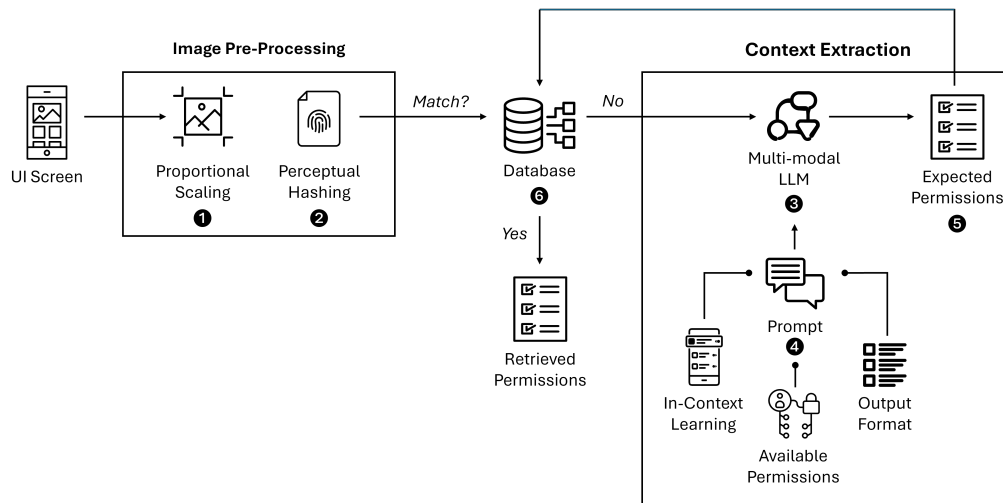 Image Pre-Processing
Context Extraction
UI Screen
Proportional
Scaling
1
Perceptual
Hashing
2
Match?
Database
6
No
Yes
Retrieved
Permissions
Multi-modal
LLM
3
Expected
Permissions
5
Prompt
4
In-Context
Learning
Available
Permissions
Output
Format